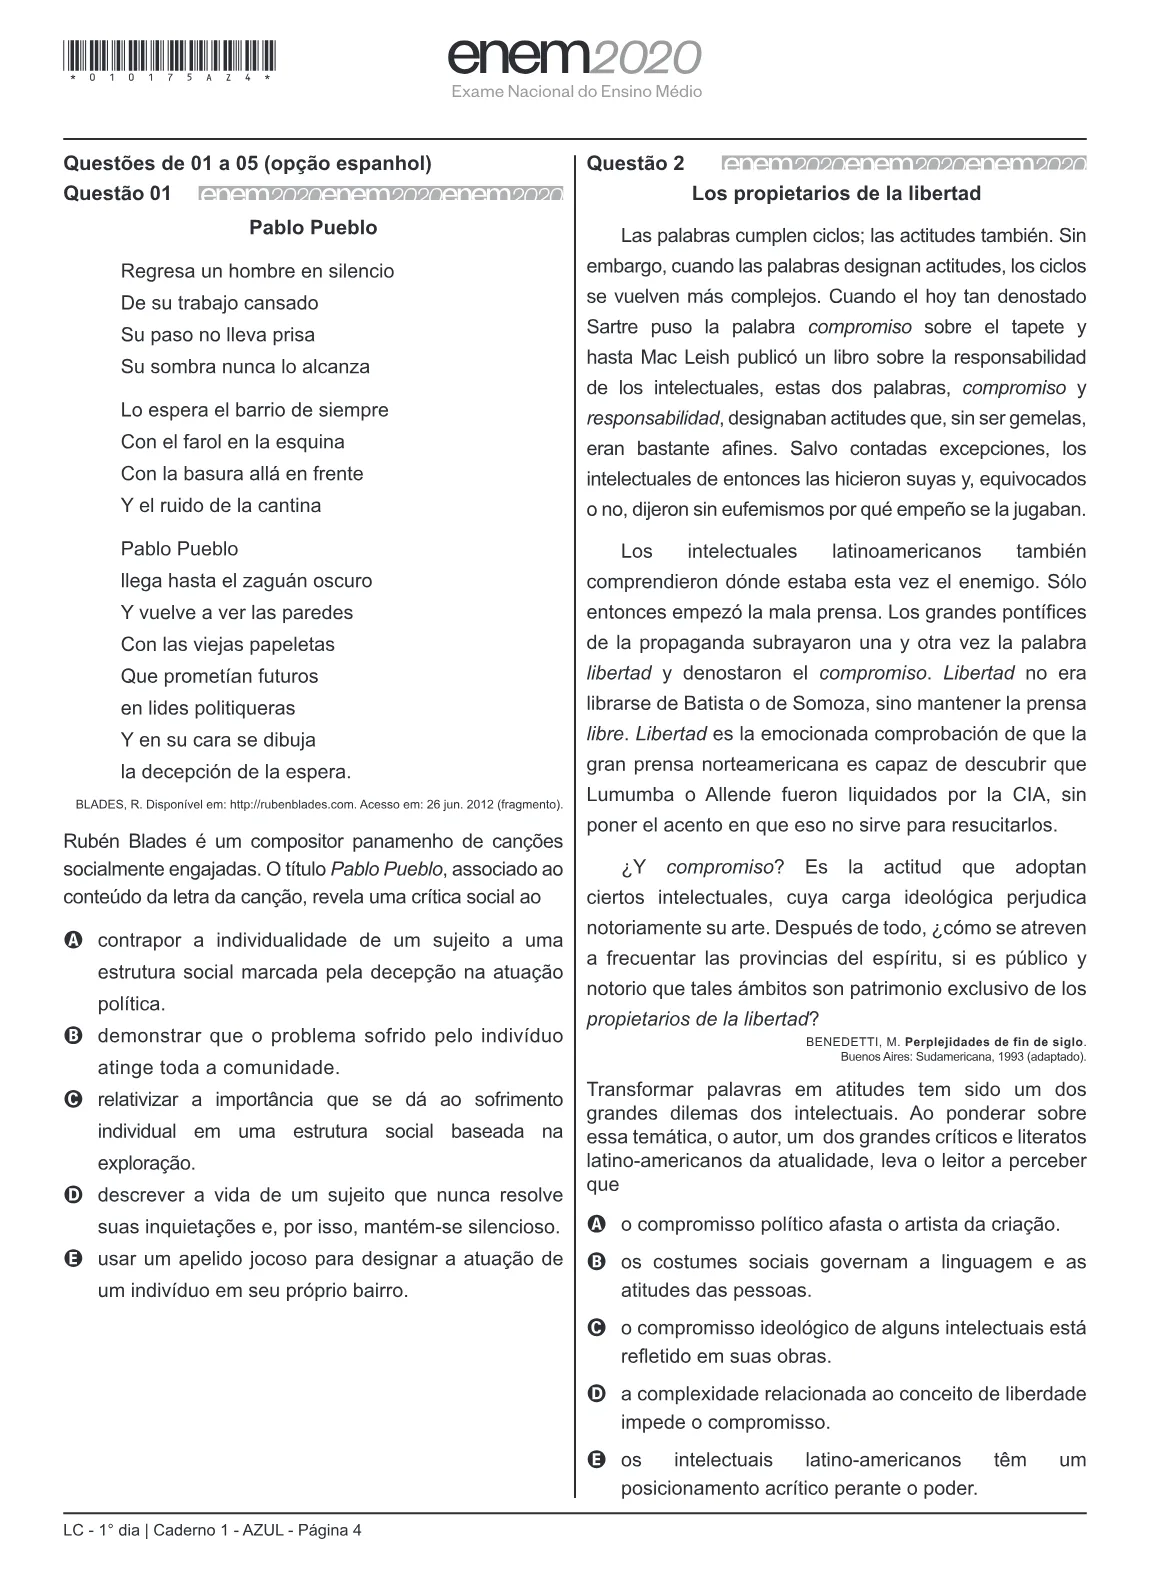 *010175AZ4*
enem2020
Exame Nacional do Ensino Médio
Questões de 01 a 05 (opção espanhol)
Questão 01 enem2020enem2020enem2020
Pablo Pueblo
Regresa un hombre en silencio
De su trabajo cansado
Su paso no lleva prisa
Su sombra nunca lo alcanza
Lo espera el barrio de siempre
Con el farol en la esquina
Con la basura allá en frente
Y el ruido de la cantina
Pablo Pueblo
llega hasta el zaguán oscuro
Y vuelve a ver las paredes
Con las viejas papeletas
Que prometían futuros
en lides politiqueras
Y en su cara se dibuja
la decepción de la espera.
BLADES, R. Disponível em: http://rubenblades.com. Acesso em: 26 jun. 2012 (fragmento).
Rubén Blades é um compositor panamenho de canções
socialmente engajadas. O título Pablo Pueblo, associado ao
conteúdo da letra da canção, revela uma crítica social ao
A contrapor a individualidade de um sujeito a uma
estrutura social marcada pela decepção na atuação
política.
B demonstrar que o problema sofrido pelo indivíduo
atinge toda a comunidade.
C relativizar a importância que se dá ao sofrimento
individual em uma estrutura social baseada na
exploração.
D descrever a vida de um sujeito que nunca resolve
suas inquietações e, por isso, mantém-se silencioso.
E usar um apelido jocoso para designar a atuação de
um indivíduo em seu próprio bairro.
Questão 2 enem2020enem2020enem2020
Los propietarios de la libertad
Las palabras cumplen ciclos; las actitudes también. Sin
embargo, cuando las palabras designan actitudes, los ciclos
se vuelven más complejos. Cuando el hoy tan denostado
Sartre puso la palabra compromiso sobre el tapete y
hasta Mac Leish publicó un libro sobre la responsabilidad
de los intelectuales, estas dos palabras, compromiso y
responsabilidad, designaban actitudes que, sin ser gemelas,
eran bastante afines. Salvo contadas excepciones, los
intelectuales de entonces las hicieron suyas y, equivocados
o no, dijeron sin eufemismos por qué empeño se la jugaban.
Los intelectuales latinoamericanos también
comprendieron dónde estaba esta vez el enemigo. Sólo
entonces empezó la mala prensa. Los grandes pontífices
de la propaganda subrayaron una y otra vez la palabra
libertad y denostaron el compromiso. Libertad no era
librarse de Batista o de Somoza, sino mantener la prensa
libre. Libertad es la emocionada comprobación de que la
gran prensa norteamericana es capaz de descubrir que
Lumumba o Allende fueron liquidados por la CIA, sin
poner el acento en que eso no sirve para resucitarlos.
¿Y compromiso? Es la actitud que adoptan
ciertos intelectuales, cuya carga ideológica perjudica
notoriamente su arte. Después de todo, ¿cómo se atreven
a frecuentar las provincias del espíritu, si es público y
notorio que tales ámbitos son patrimonio exclusivo de los
propietarios de la libertad?
BENEDETTI, M. Perplejidades de fin de siglo.
Buenos Aires: Sudamericana, 1993 (adaptado).
Transformar palavras em atitudes tem sido um dos
grandes dilemas dos intelectuais. Ao ponderar sobre
essa temática, o autor, um dos grandes críticos e literatos
latino-americanos da atualidade, leva o leitor a perceber
que
A o compromisso político afasta o artista da criação.
B os costumes sociais governam a linguagem e as
atitudes das pessoas.
C o compromisso ideológico de alguns intelectuais está
refletido em suas obras.
D a complexidade relacionada ao conceito de liberdade
impede o compromisso.
E os intelectuais latino-americanos têm um
posicionamento acrítico perante o poder.
LC - 1° dia | Caderno 1 - AZUL - Página 4